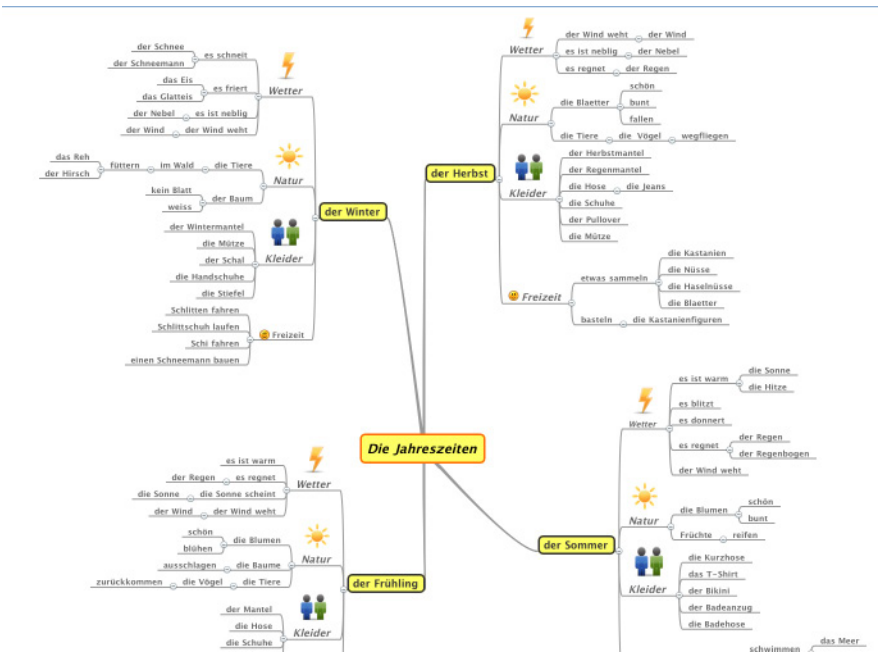 Die Jahreszeiten
der Winter
Wetter
es schneit
der Schnee
der Schneemann
es friert
das Eis
das Glatteis
es ist neblig
der Nebel
der Wind weht
der Wind
Natur
die Tiere
im Wald
füttern
das Reh
der Hirsch
der Baum
kein Blatt
weiss
Kleider
der Wintermantel
die Mütze
der Schal
die Handschuhe
die Stiefel
Freizeit
Schlitten fahren
Schlittschuh laufen
Schi fahren
einen Schneemann bauen
der Herbst
Wetter
der Wind weht
der Wind
es ist neblig
der Nebel
es regnet
der Regen
Natur
die Blaetter
schön
bunt
fallen
die Tiere
die Vögel
wegfliegen
Kleider
der Herbstmantel
der Regenmantel
die Hose
die Jeans
die Schuhe
der Pullover
die Mütze
Freizeit
etwas sammeln
die Kastanien
die Nüsse
die Haselnüsse
die Blaetter
basteln
die Kastanienfiguren
der Frühling
Wetter
es ist warm
es regnet
der Regen
die Sonne scheint
die Sonne
der Wind weht
der Wind
Natur
die Blumen
schön
blühen
die Baume
ausschlagen
die Tiere
die Vögel
zurückkommen
Kleider
der Mantel
die Hose
die Schuhe
der Sommer
Wetter
es ist warm
die Sonne
die Hitze
es blitzt
es donnert
es regnet
der Regen
der Regenbogen
der Wind weht
Natur
die Blumen
schön
bunt
Früchte
reifen
Kleider
die Kurzhose
das T-Shirt
der Bikini
der Badeanzug
die Badehose
schwimmen
das Meer